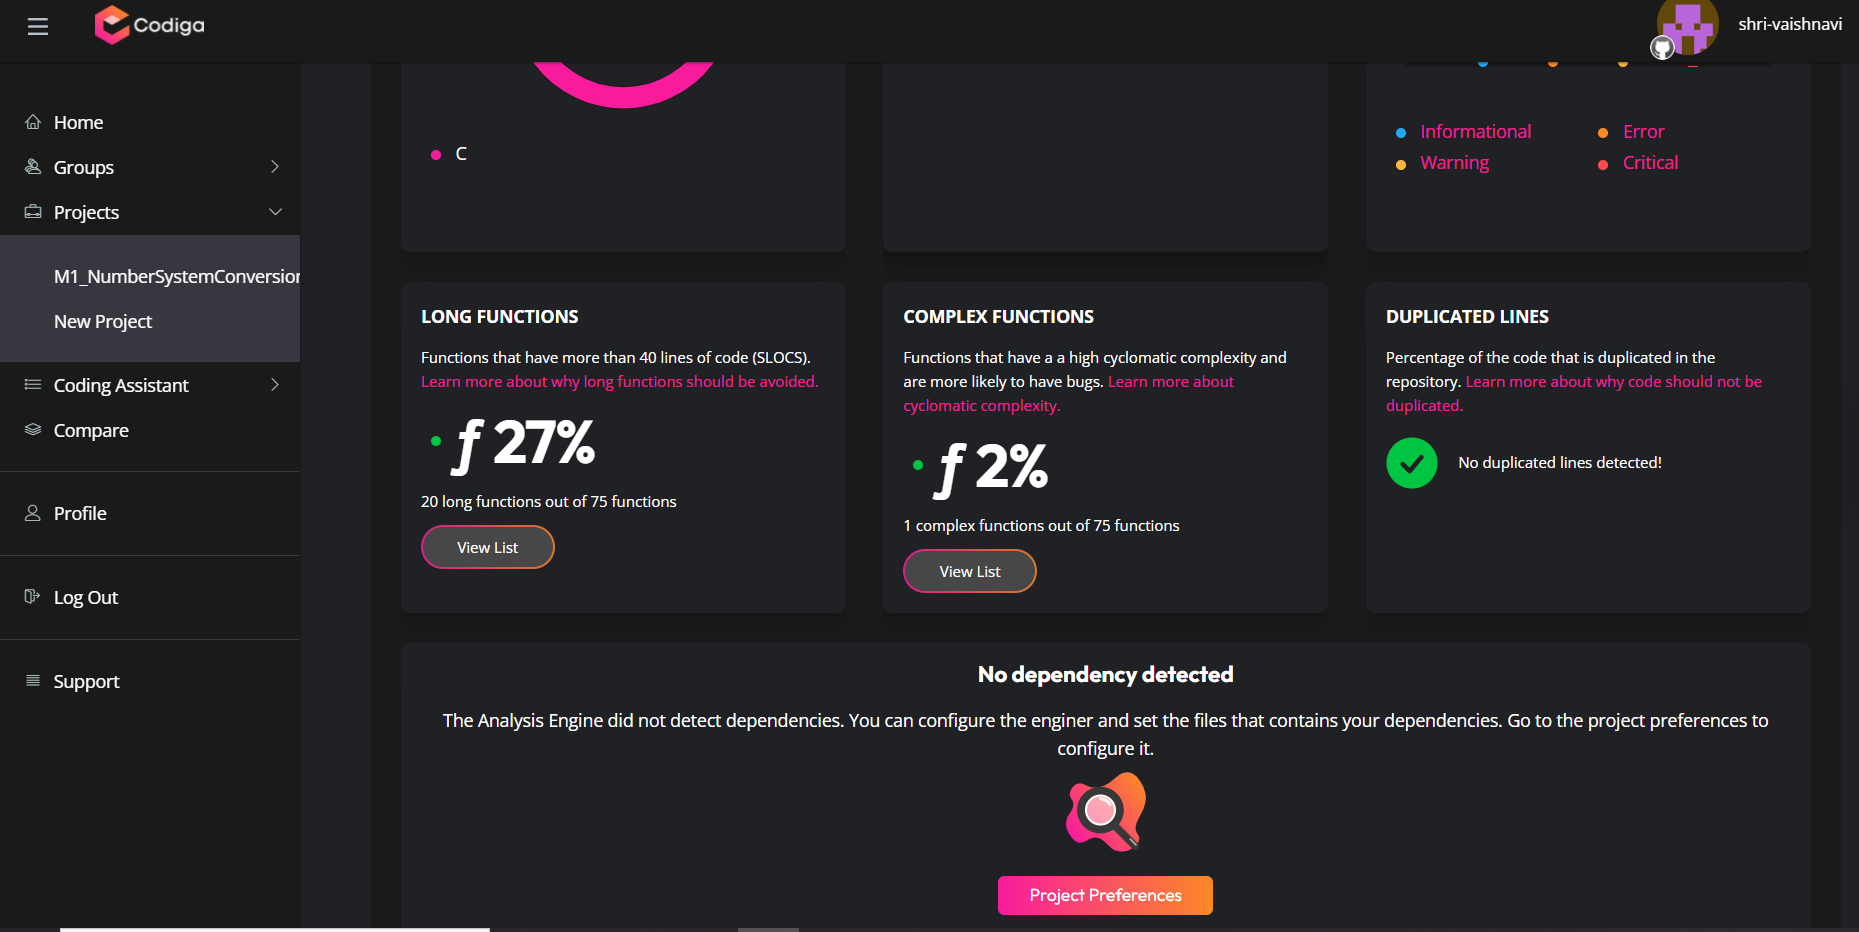 Codiga
shri-vaishnavi
Home
Groups
Projects
M1_NumberSystemConversion
New Project
Coding Assistant
Compare
Profile
Log Out
Support
C
Informational
Error
Warning
Critical
LONG FUNCTIONS
Functions that have more than 40 lines of code (SLOCS).
Learn more about why long functions should be avoided.
ƒ 27%
20 long functions out of 75 functions
View List
COMPLEX FUNCTIONS
Functions that have a a high cyclomatic complexity and
are more likely to have bugs. Learn more about
cyclomatic complexity.
ƒ 2%
1 complex functions out of 75 functions
View List
DUPLICATED LINES
Percentage of the code that is duplicated in the
repository. Learn more about why code should not be
duplicated.
No duplicated lines detected!
No dependency detected
The Analysis Engine did not detect dependencies. You can configure the enginer and set the files that contains your dependencies. Go to the project preferences to
configure it.
Project Preferences